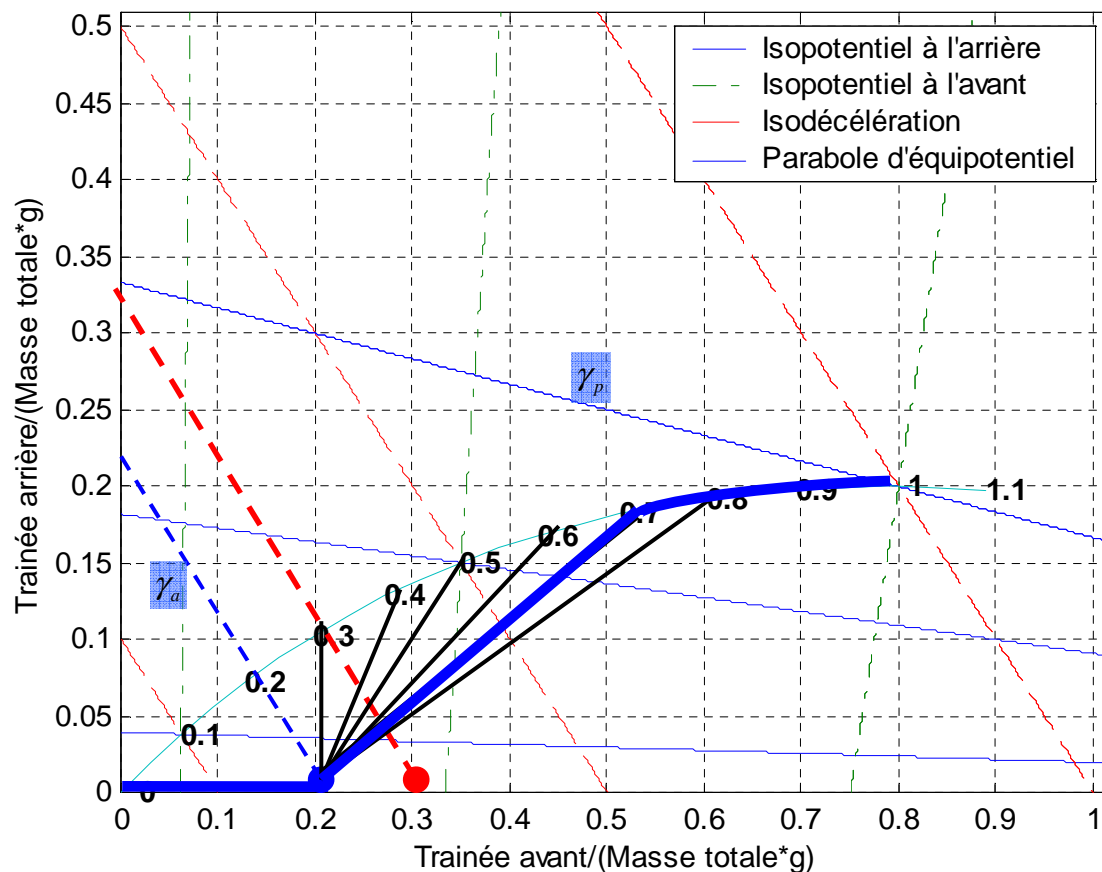 Isopotentiel à l'arrière
Isopotentiel à l'avant
Isodécélération
Parabole d'équipotentiel
Trainée arrière/(Masse totale*g)
0.5
0.45
0.4
0.35
0.3
0.25
0.2
0.15
0.1
0.05
0
γp
γa
0
0.1
0.2
0.3
0.4
0.5
0.6
0.7
0.8
0.9
1
1.1
0 0.1 0.2 0.3 0.4 0.5 0.6 0.7 0.8 0.9 1
Trainée avant/(Masse totale*g)